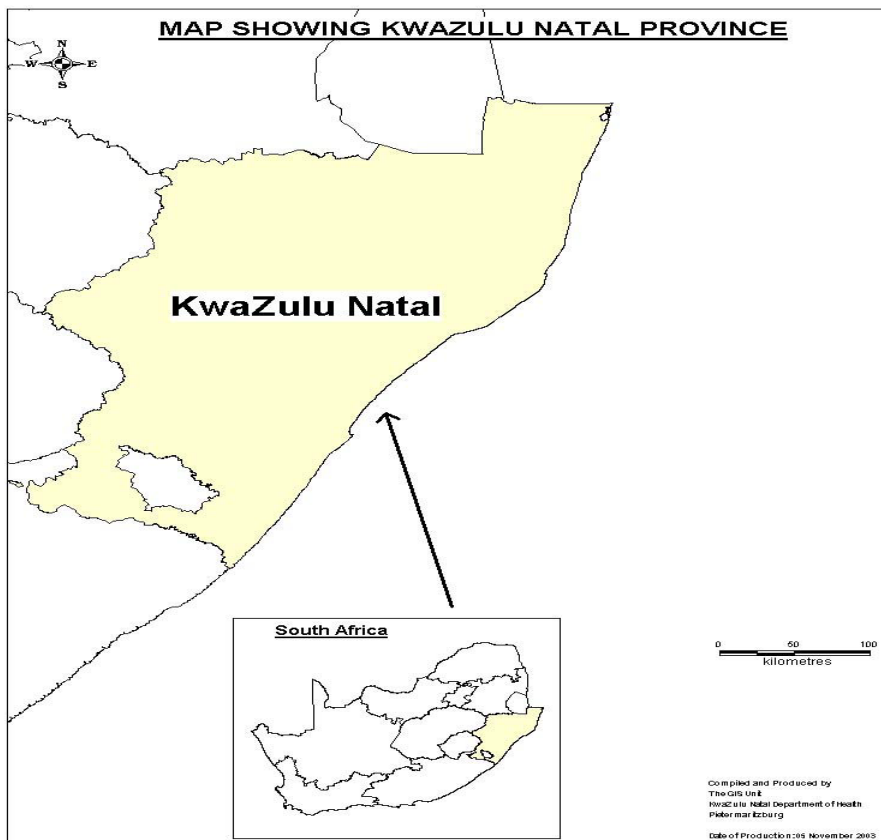 MAP SHOWING KWAZULU NATAL PROVINCE
N
W E
S
KwaZulu Natal
South Africa
0 50 100
kilometres
Compiled and Produced by
The GIS Unit
KwaZulu Natal Department of Health
Pietermaritzburg
Date of Production:05 November 2003